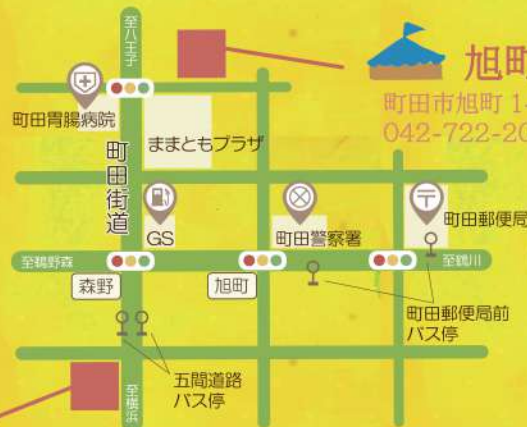 至八王子
旭町
町田市旭町 1
042-722-20
町田胃腸病院
ままともプラザ
町田街道
GS
町田警察署
町田郵便局
至鵜野森
至鶴川
森野
旭町
町田郵便局前
バス停
五間道路
バス停
至横浜